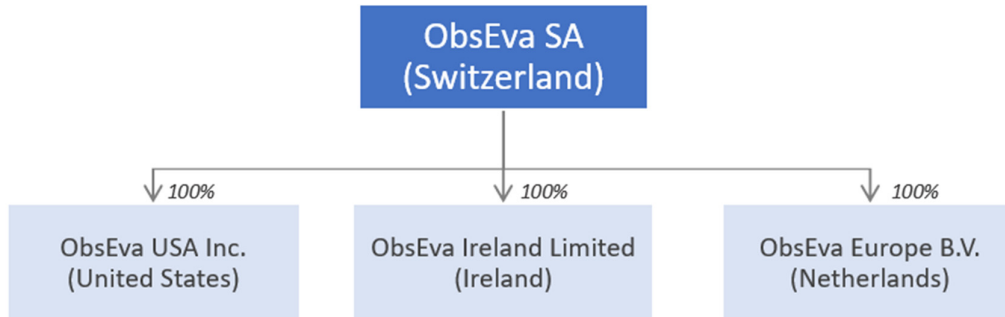 ObsEva SA
(Switzerland)
100%
100%
100%
ObsEva USA Inc.
(United States)
ObsEva Ireland Limited
(Ireland)
ObsEva Europe B.V.
(Netherlands)